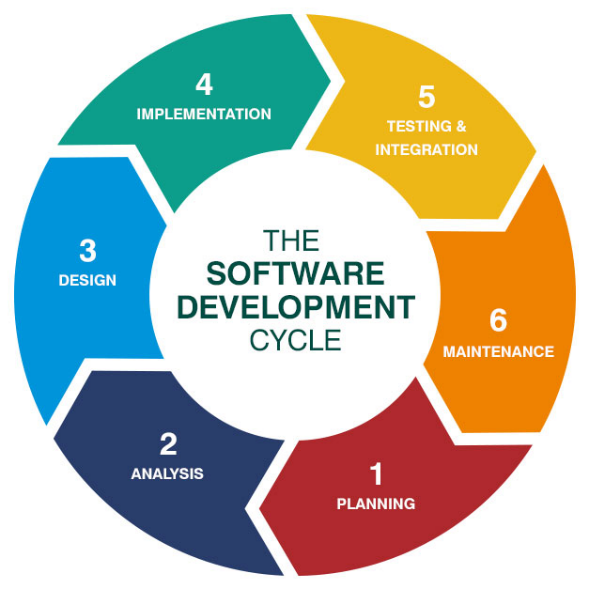 THE
SOFTWARE
DEVELOPMENT
CYCLE
1
PLANNING
2
ANALYSIS
3
DESIGN
4
IMPLEMENTATION
5
TESTING &
INTEGRATION
6
MAINTENANCE